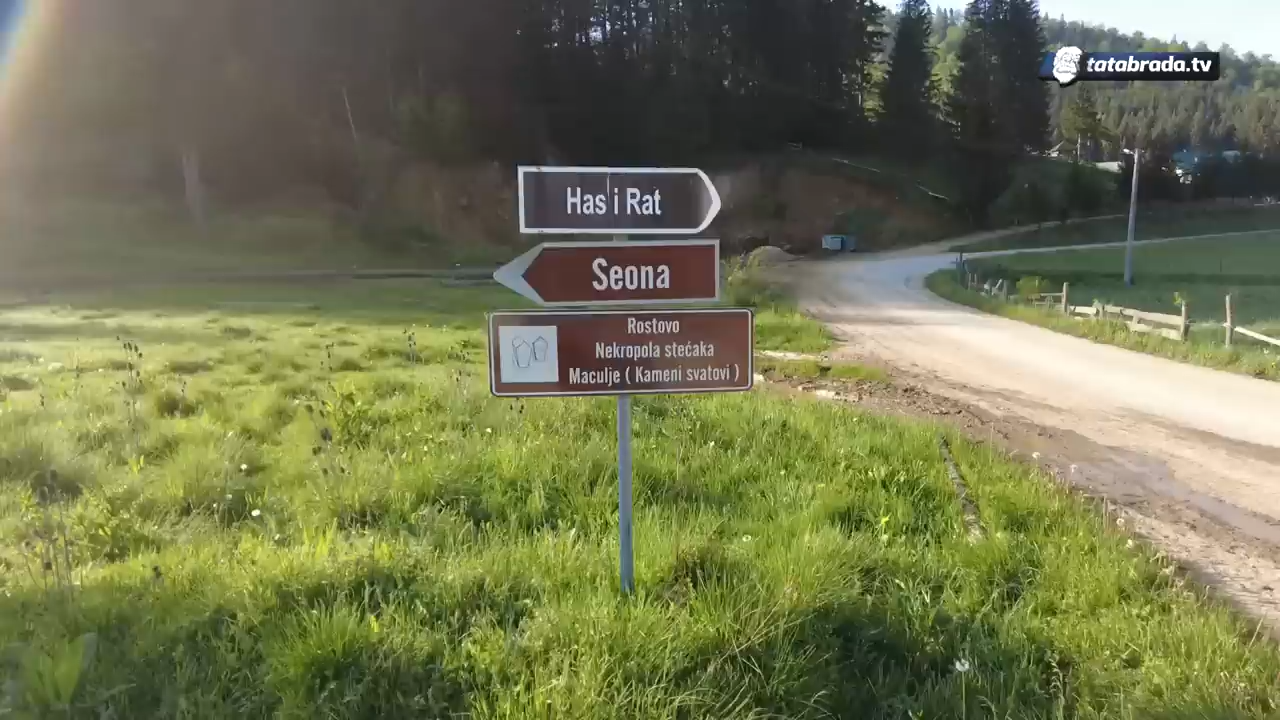 tatabrada.tv
Has i Rat
Seona
Rostovo
Nekropola stećaka
Maculje ( Kameni svatovi )